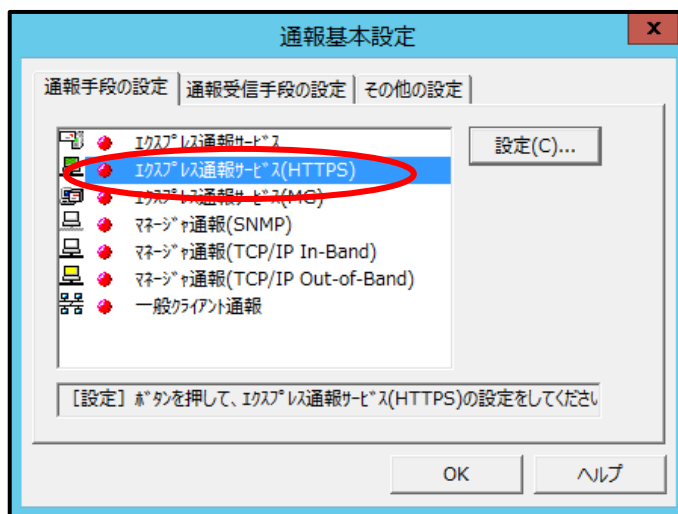 通報基本設定
x
通報手段の設定 通報受信手段の設定 その他の設定
ｴｸｽﾌﾟﾚｽ通報ｻｰﾋﾞｽ
設定(C)...
ｴｸｽﾌﾟﾚｽ通報ｻｰﾋﾞｽ(HTTPS)
ｴｸｽﾌﾟﾚｽ通報ｻｰﾋﾞｽ(MG)
ﾏﾈｰｼﾞｬ通報(SNMP)
ﾏﾈｰｼﾞｬ通報(TCP/IP In-Band)
ﾏﾈｰｼﾞｬ通報(TCP/IP Out-of-Band)
一般ｸﾗｲｱﾝﾄ通報
［設定］ﾎﾞﾀﾝを押して、ｴｸｽﾌﾟﾚｽ通報ｻｰﾋﾞｽ(HTTPS)の設定をしてください
OK ヘルプ